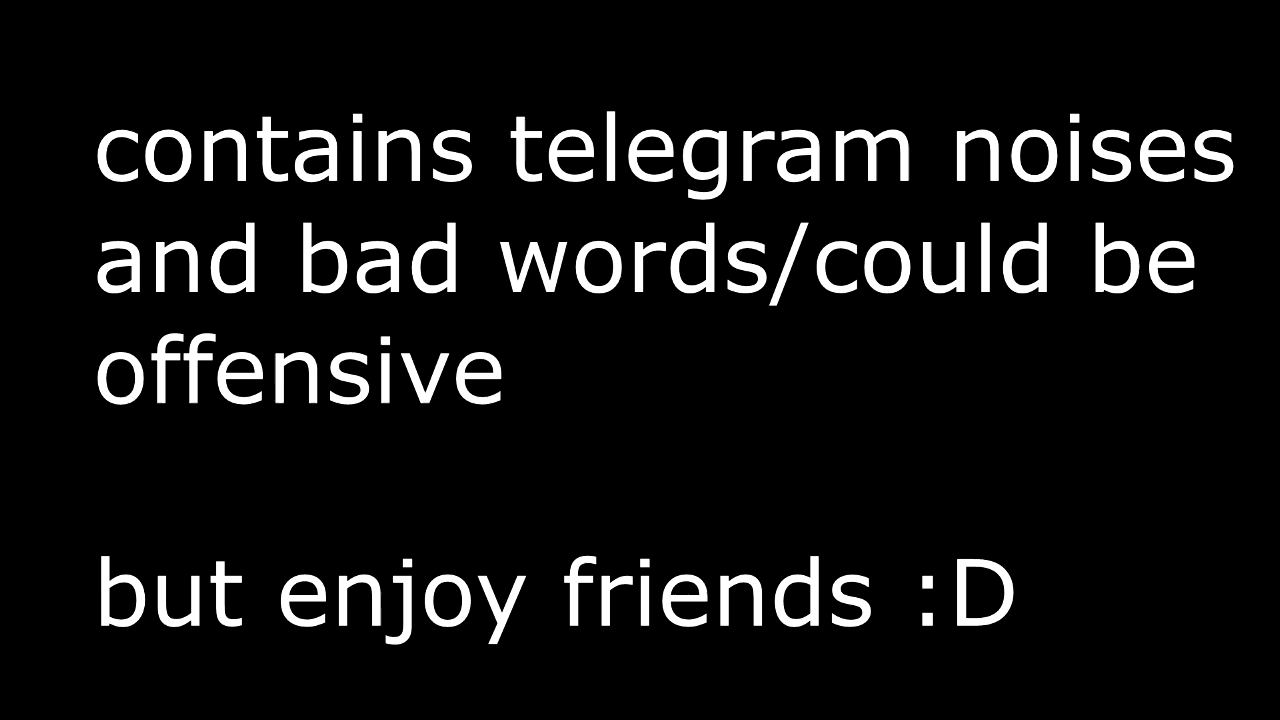 contains telegram noises
and bad words/could be
offensive
but enjoy friends :D